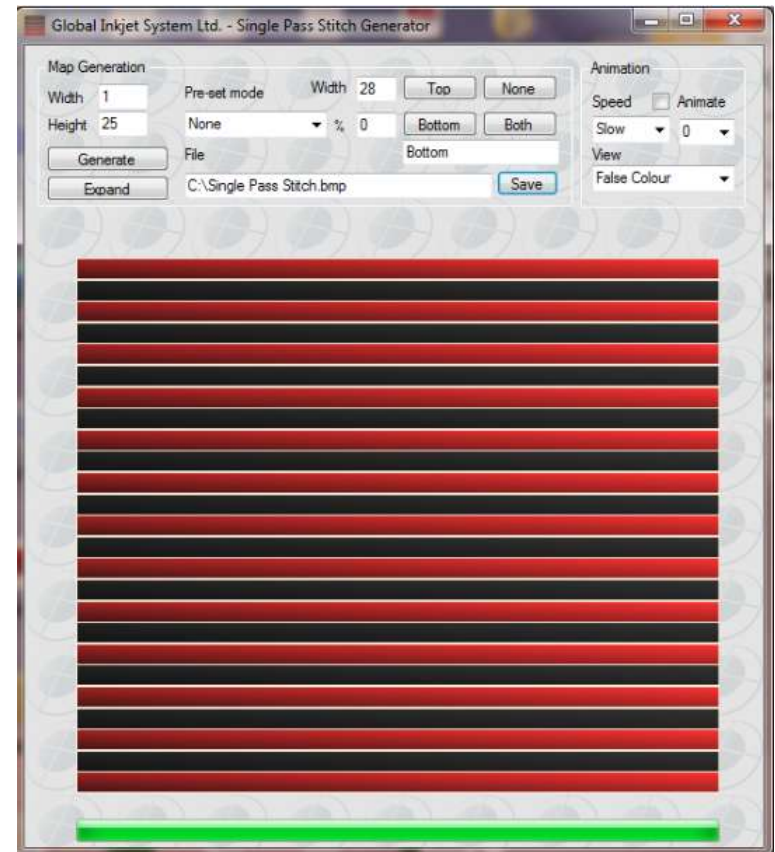 Global Inkjet System Ltd. - Single Pass Stitch Generator
Map Generation
Width 1
Height 25
Generate
Expand
Pre-set mode
None
Width 28
% 0
Top
None
Bottom
Both
Bottom
File
C:\Single Pass Stitch.bmp
Save
Animation
Speed
Animate
Slow
0
View
False Colour